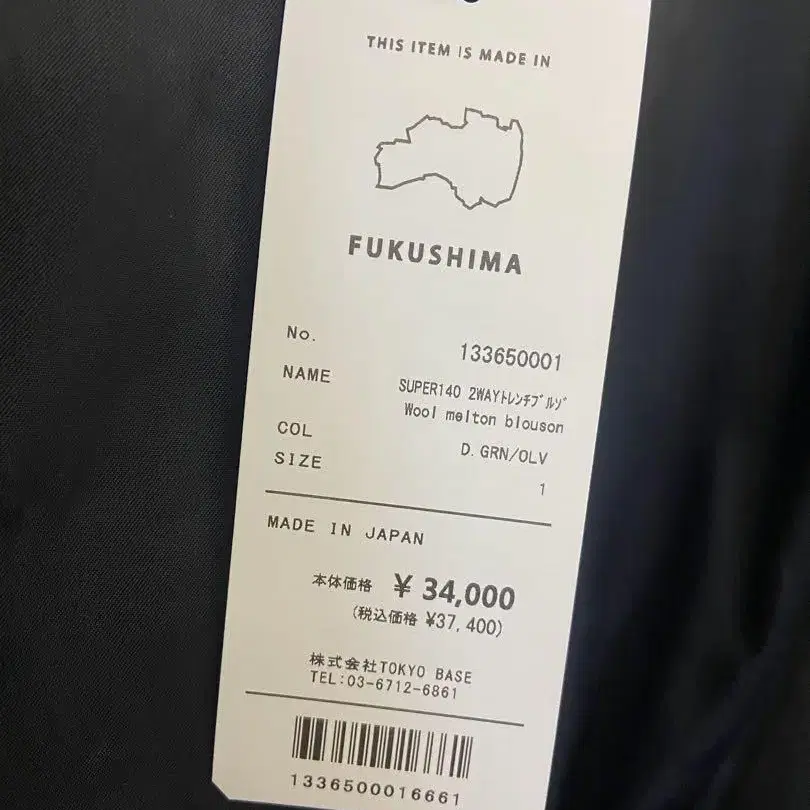 THIS ITEM IS MADE IN
FUKUSHIMA
No. 133650001
NAME SUPER140 2WAYﾄﾚﾝﾁﾌﾞﾙｿﾞ
Wool melton blouson
COL D.GRN/OLV
SIZE 1
MADE IN JAPAN
本体価格 ¥ 34,000
(税込価格 ¥37,400)
株式会社TOKYO BASE
TEL:03-6712-6861
1336500016661